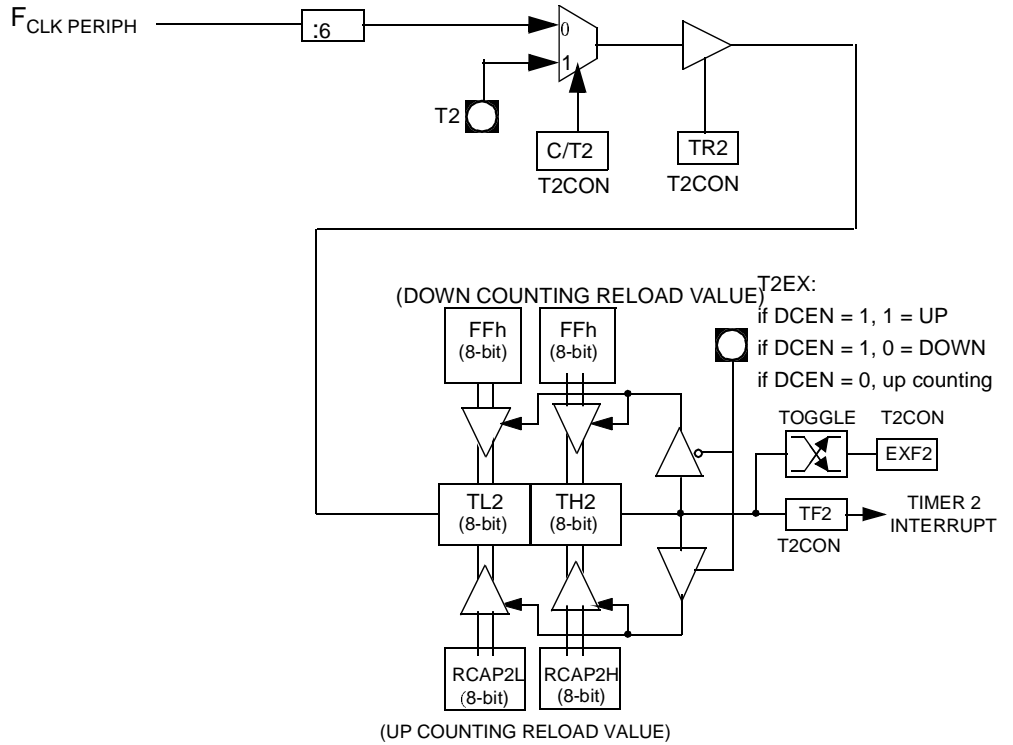 FCLK PERIPH
:6
0
1
T2
C/T2
TR2
T2CON
T2CON
T2EX:
(DOWN COUNTING RELOAD VALUE)
if DCEN = 1, 1 = UP
FFh
(8-bit)
FFh
(8-bit)
if DCEN = 1, 0 = DOWN
if DCEN = 0, up counting
TOGGLE
T2CON
EXF2
TL2
(8-bit)
TH2
(8-bit)
TF2
TIMER 2
INTERRUPT
T2CON
RCAP2L
(8-bit)
RCAP2H
(8-bit)
(UP COUNTING RELOAD VALUE)